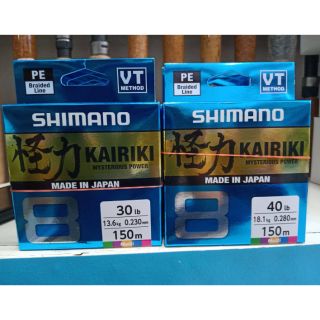 PE
Braided Line
VT
METHOD
SHIMANO
怪力 KAIRIKI
MYSTERIOUS POWER
MADE IN JAPAN
8
30 lb
13.6kg 0.230mm
150m
PE
Braided Line
VT
METHOD
SHIMANO
怪力 KAIRIKI
MYSTERIOUS POWER
MADE IN JAPAN
8
40 lb
18.1kg 0.280mm
150m